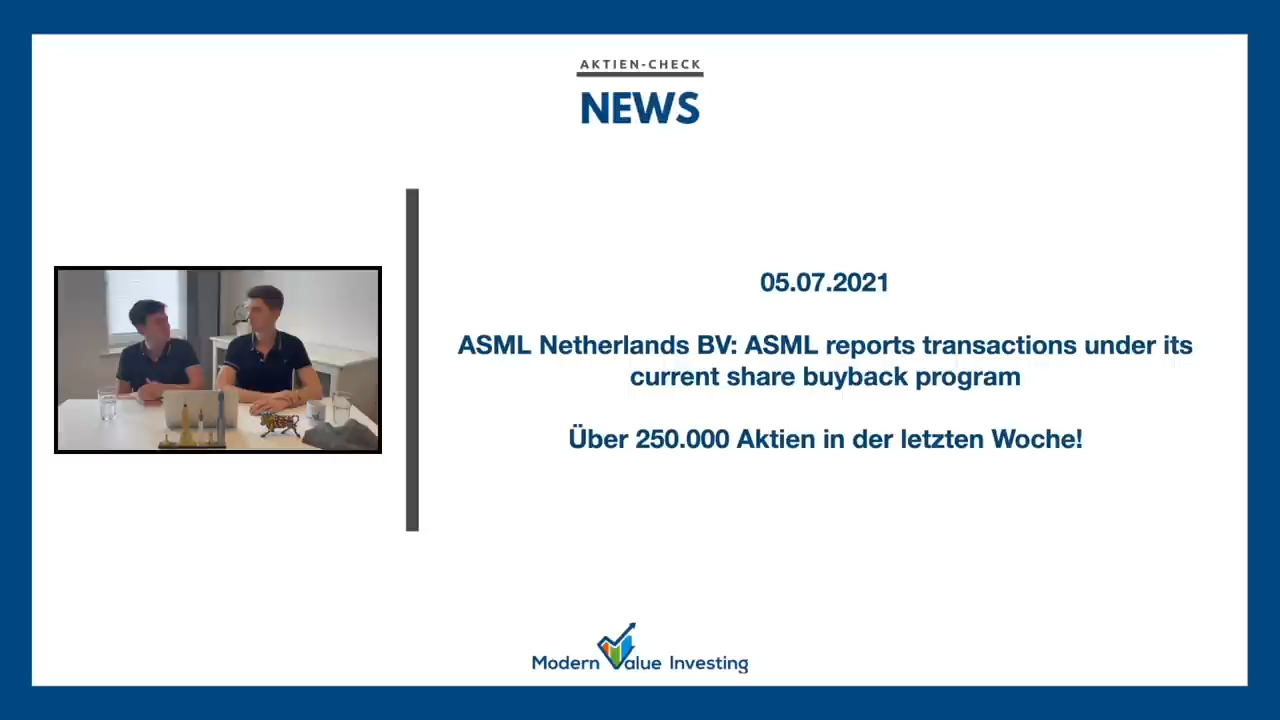 AKTIEN-CHECK
NEWS
05.07.2021
ASML Netherlands BV: ASML reports transactions under its
current share buyback program
Über 250.000 Aktien in der letzten Woche!
Modern Value Investing